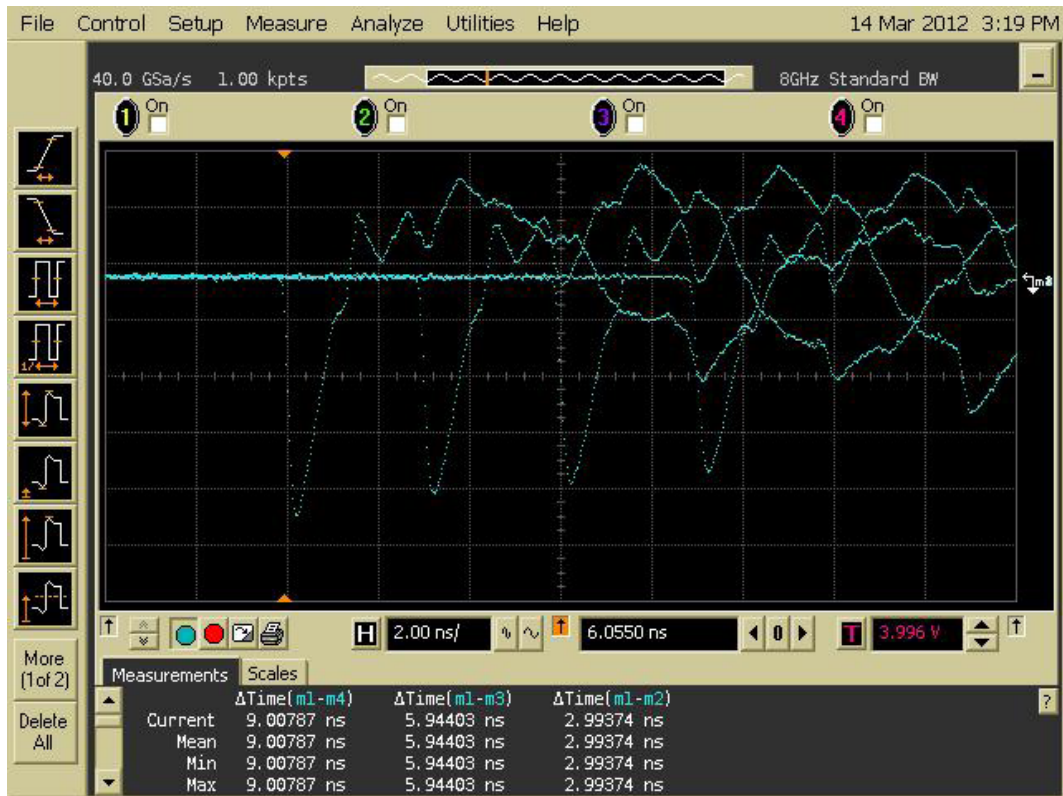 File Control Setup Measure Analyze Utilities Help 14 Mar 2012 3:19 PM
40.0 GSa/s 1.00 kpts 8GHz Standard BW
1 On 2 On 3 On 4 On
H 2.00 ns/ 6.0550 ns 0 T 3.996 V
More
(1of 2)
Delete
All
Measurements Scales
ΔTime(m1-m4) ΔTime(m1-m3) ΔTime(m1-m2)
Current 9.00787 ns 5.94403 ns 2.99374 ns
Mean 9.00787 ns 5.94403 ns 2.99374 ns
Min 9.00787 ns 5.94403 ns 2.99374 ns
Max 9.00787 ns 5.94403 ns 2.99374 ns
?